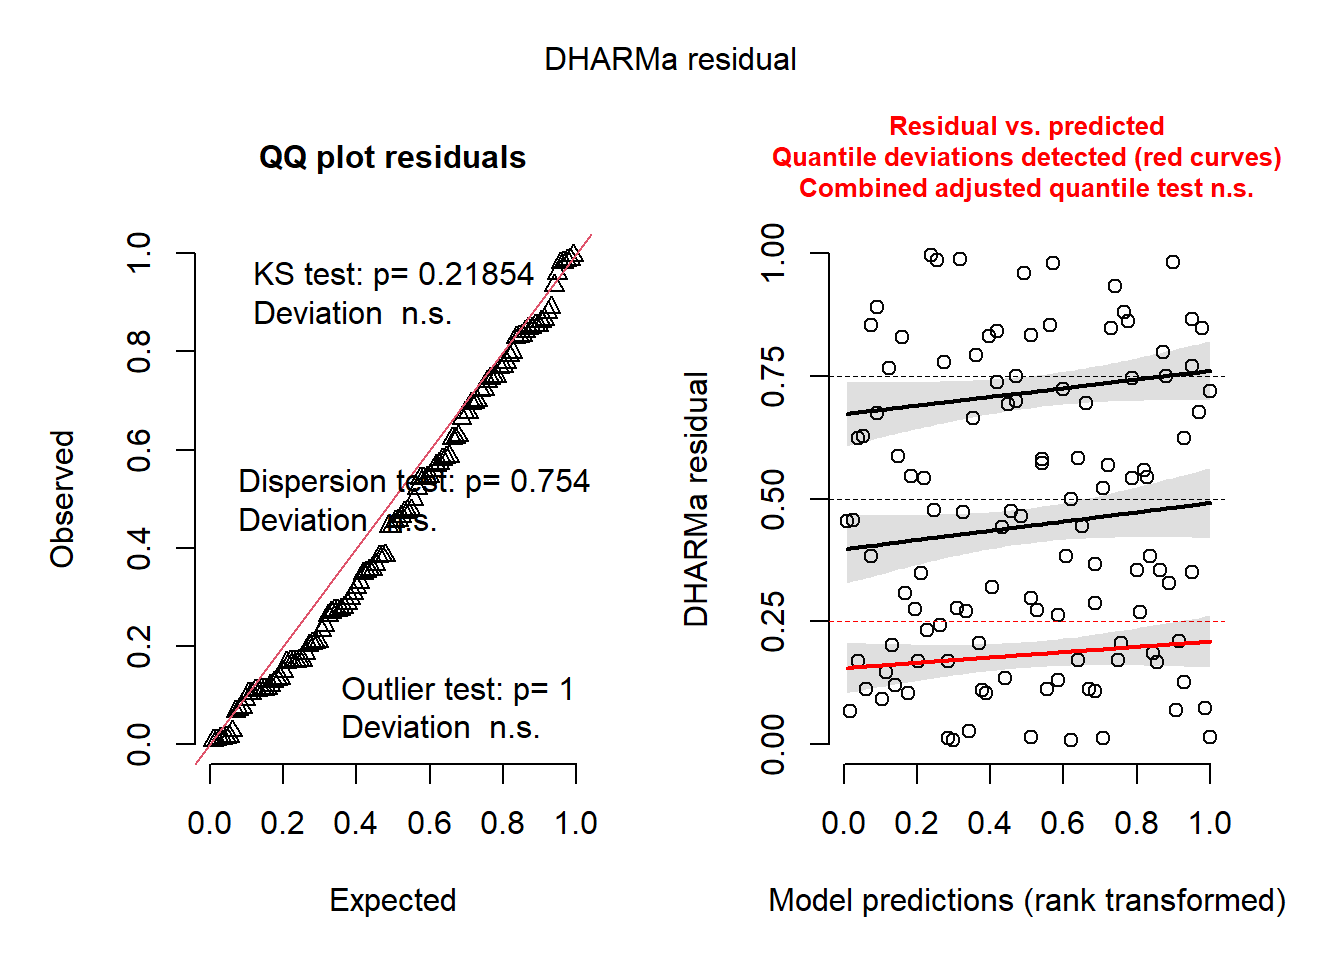 DHARMa residual
QQ plot residuals
KS test: p= 0.21854
Deviation  n.s.
Dispersion test: p= 0.754
Deviation  n.s.
Outlier test: p= 1
Deviation  n.s.
Observed
0.0 0.2 0.4 0.6 0.8 1.0
0.0 0.2 0.4 0.6 0.8 1.0
Expected
Residual vs. predicted
Quantile deviations detected (red curves)
Combined adjusted quantile test n.s.
DHARMa residual
0.00 0.25 0.50 0.75 1.00
0.0 0.2 0.4 0.6 0.8 1.0
Model predictions (rank transformed)